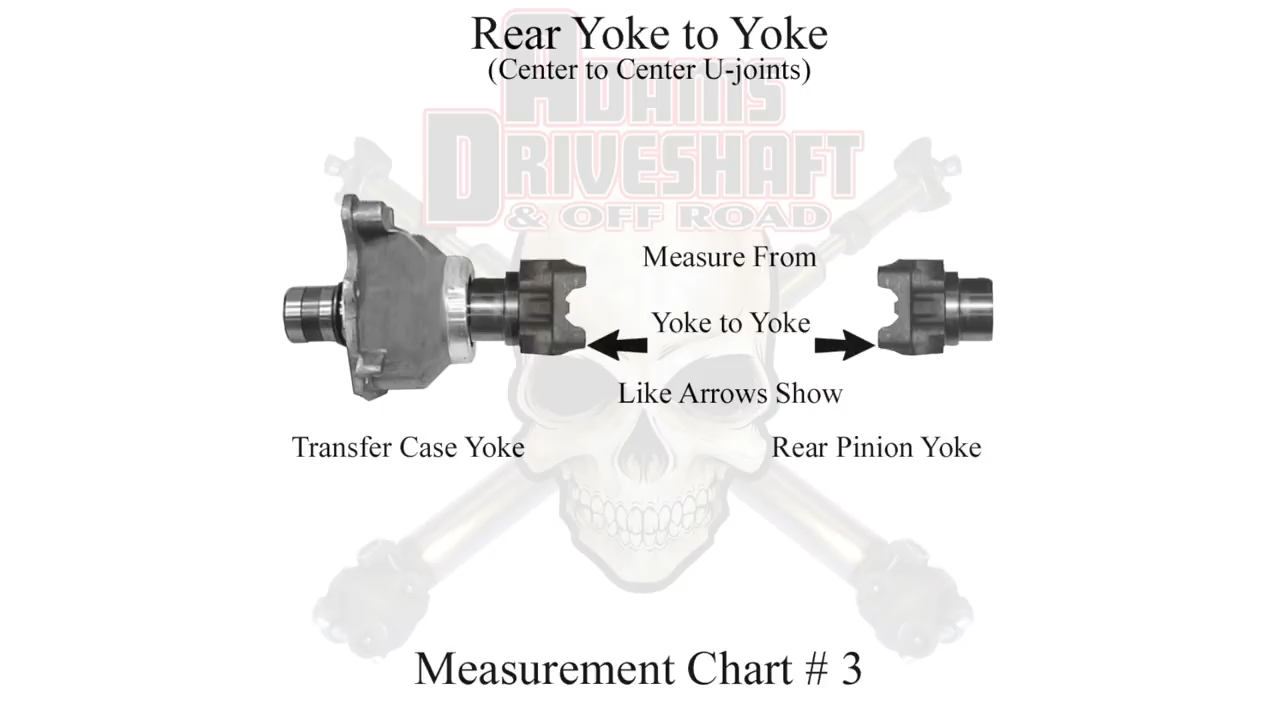 Rear Yoke to Yoke
(Center to Center U-joints)
ADAMS
DRIVESHAFT
& OFF ROAD
Measure From
Yoke to Yoke
Like Arrows Show
Transfer Case Yoke
Rear Pinion Yoke
Measurement Chart # 3